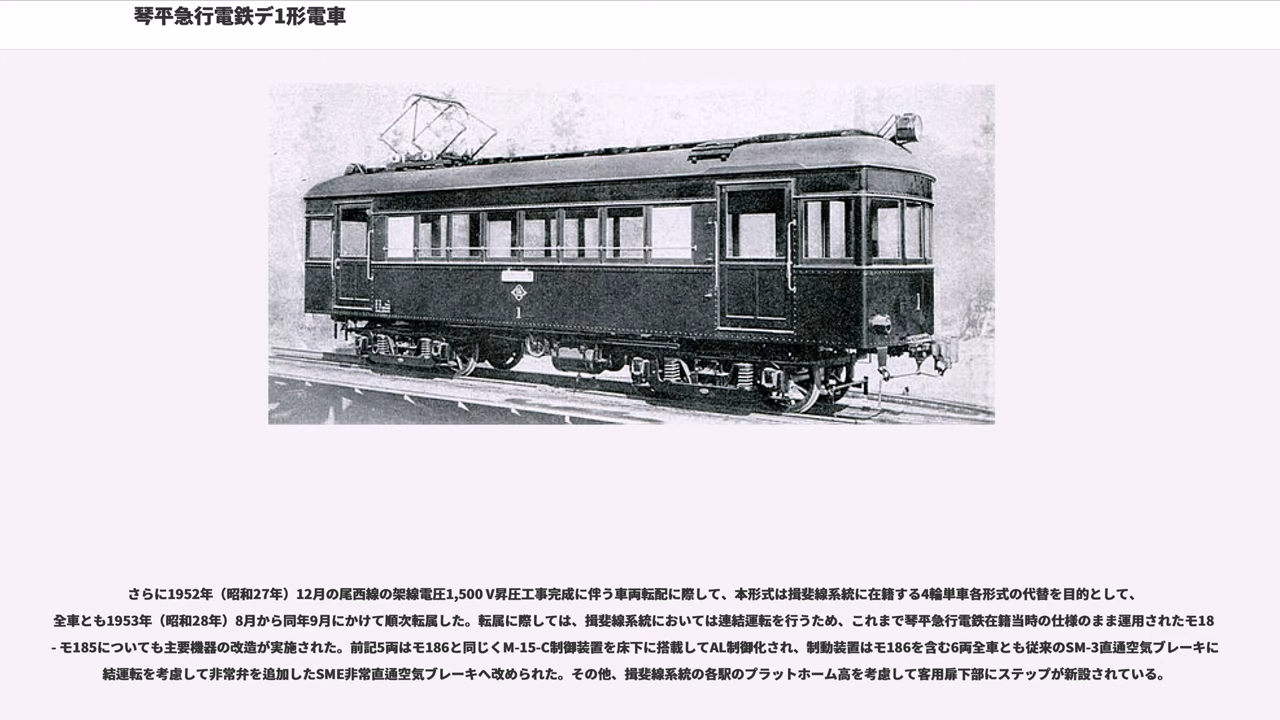 琴平急行電鉄デ1形電車
1
1
さらに1952年（昭和27年）12月の尾西線の架線電圧1,500 V昇圧工事完成に伴う車両転配に際して、本形式は揖斐線系統に在籍する4輪単車各形式の代替を目的として、
全車とも1953年（昭和28年）8月から同年9月にかけて順次転属した。転属に際しては、揖斐線系統においては連結運転を行うため、これまで琴平急行電鉄在籍当時の仕様のまま運用されたモ18
- モ185についても主要機器の改造が実施された。前記5両はモ186と同じくM-15-C制御装置を床下に搭載してAL制御化され、制動装置はモ186を含む6両全車とも従来のSM-3直通空気ブレーキに
結運転を考慮して非常弁を追加したSME非常直通空気ブレーキへ改められた。その他、揖斐線系統の各駅のプラットホーム高を考慮して客用扉下部にステップが新設されている。